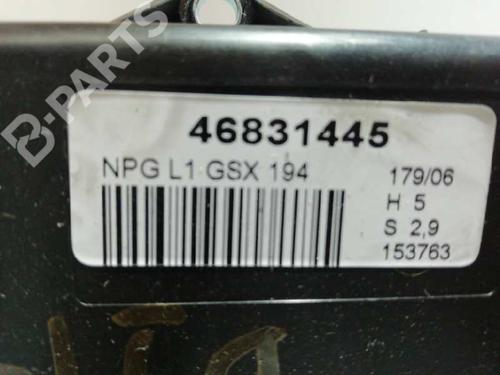 B-PARTS
46831445
NPG L1 GSX 194
179/06
H 5
S 2,9
153763